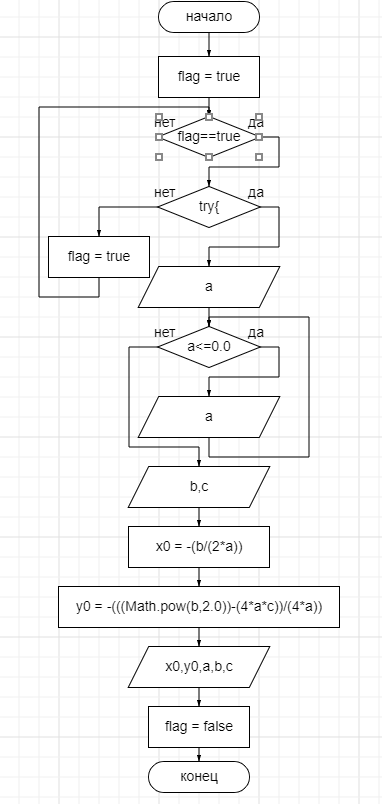 начало
flag = true
нет
да
flag==true
нет
да
try{
flag = true
a
нет
да
a<=0.0
a
b,c
x0 = -(b/(2*a))
y0 = -(((Math.pow(b,2.0))-(4*a*c))/(4*a))
x0,y0,a,b,c
flag = false
конец